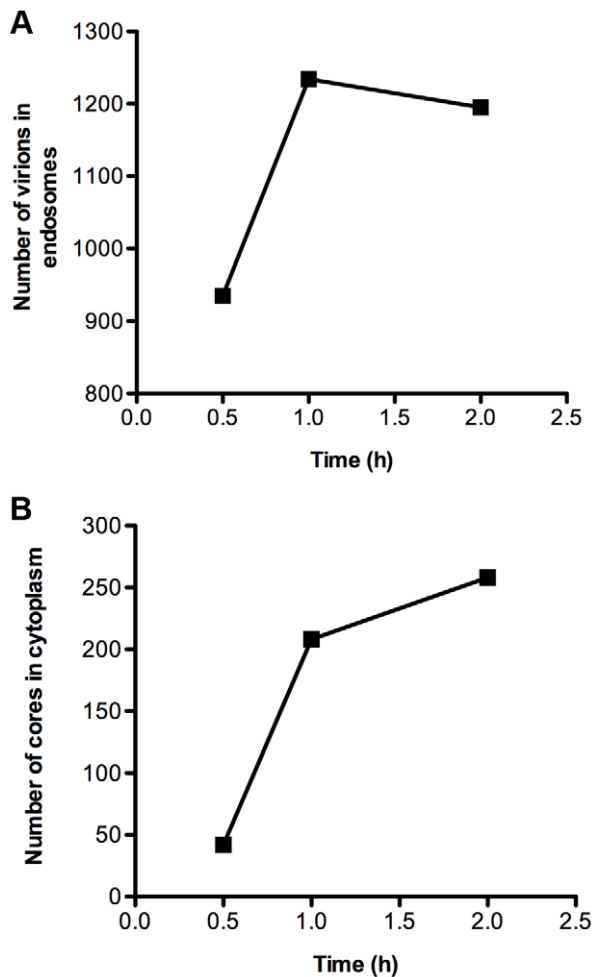 A
1300
1200
1100
1000
900
800
Number of virions in
endosomes
0.0 0.5 1.0 1.5 2.0 2.5
Time (h)
B
300
250
200
150
100
50
0
Number of cores in cytoplasm
0.0 0.5 1.0 1.5 2.0 2.5
Time (h)